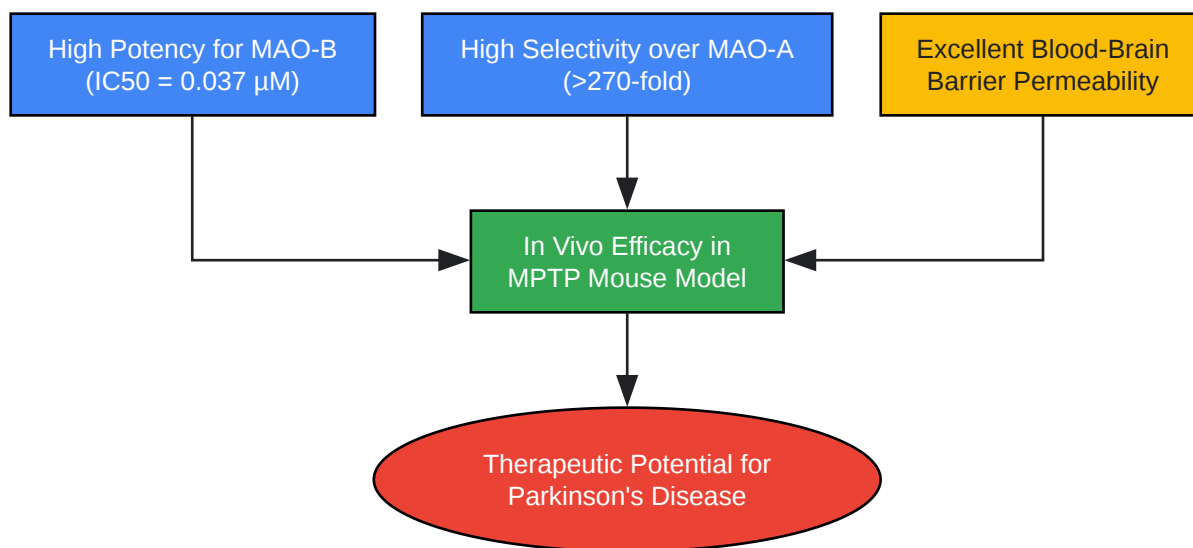 High Potency for MAO-B
(IC50 = 0.037 µM)
High Selectivity over MAO-A
(>270-fold)
Excellent Blood-Brain
Barrier Permeability
In Vivo Efficacy in
MPTP Mouse Model
Therapeutic Potential for
Parkinson's Disease